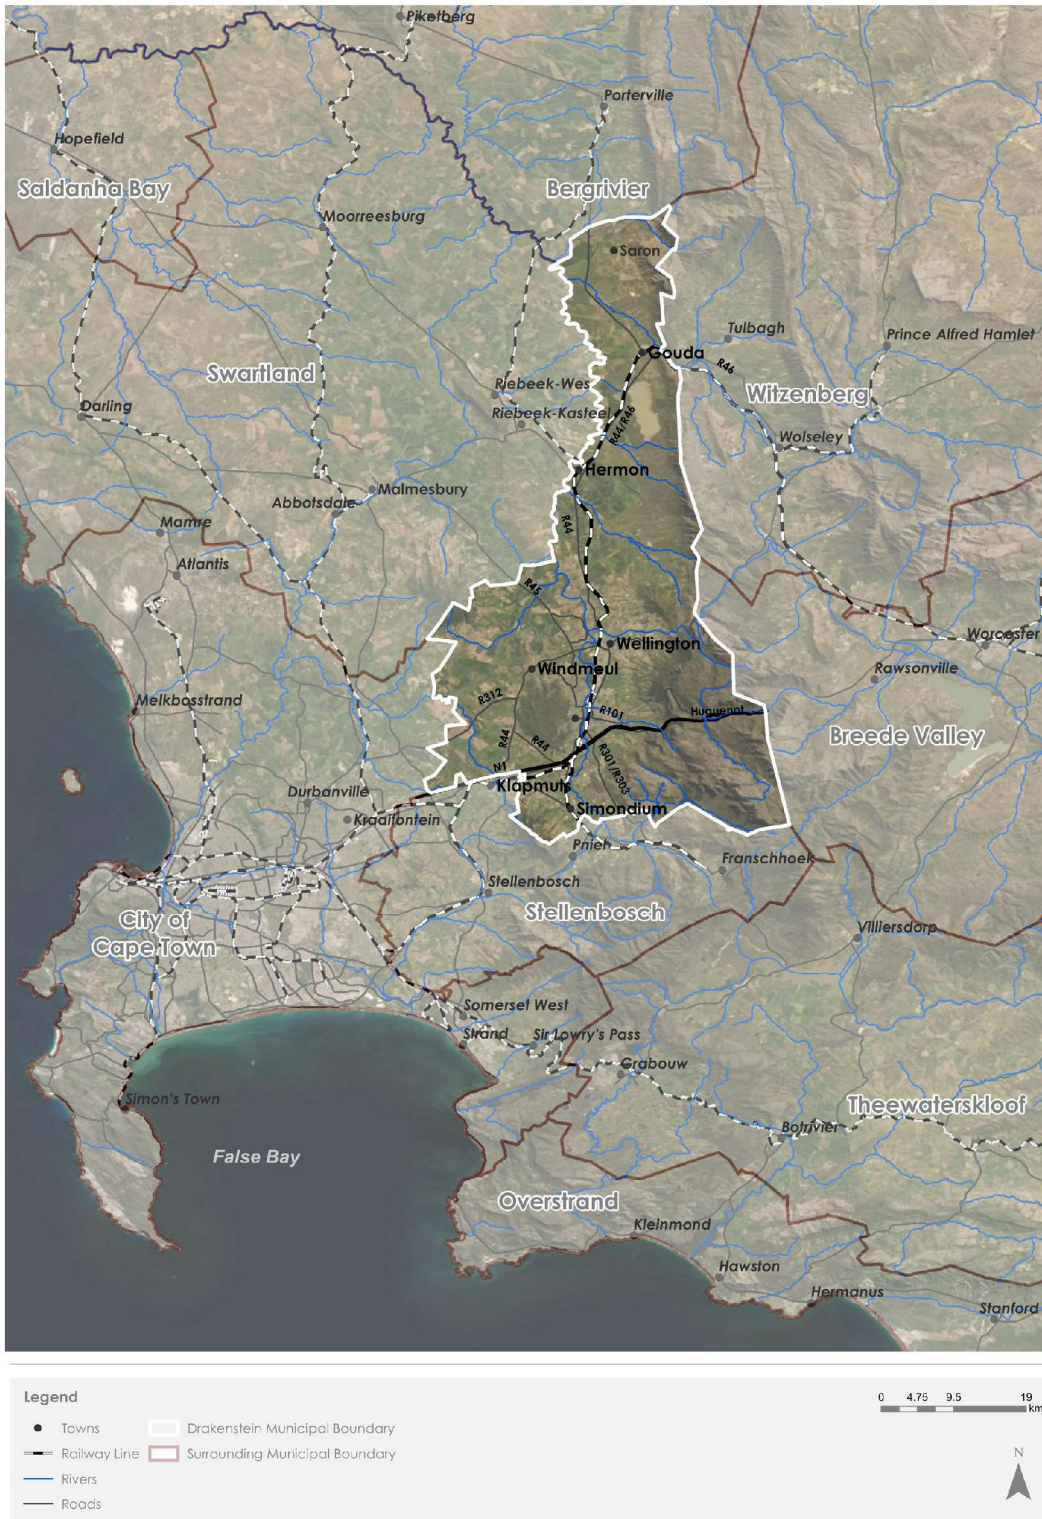 Piketberg
Porterville
Hopefield
Saldanha Bay
Bergrivier
Moorreesburg
Saron
Tulbagh
Prince Alfred Hamlet
Gouda
R46
Swartland
Riebeek-Wes
Witzenberg
Darling
Riebeek-Kasteel
R44/R46
Wolseley
Hermon
Malmesbury
Abbotsdale
Mamre
R44
Atlantis
R45
Worcester
Wellington
Windmeul
Rawsonville
R312
Melkbosstrand
R101
Huguenot
Breede Valley
R44
R44
R301/R303
N1
Klapmuts
Durbanville
Simondium
Kraaifontein
Pniel
Franschhoek
Stellenbosch
Stellenbosch
City of
Cape Town
Villiersdorp
Somerset West
Strand
Sir Lowry's Pass
Grabouw
Simon's Town
Theewaterskloof
Botrivier
False Bay
Overstrand
Kleinmond
Hawston
Hermanus
Stanford
Legend
Towns
Drakenstein Municipal Boundary
Railway Line
Surrounding Municipal Boundary
Rivers
Roads
0 4.75 9.5 19
km
N